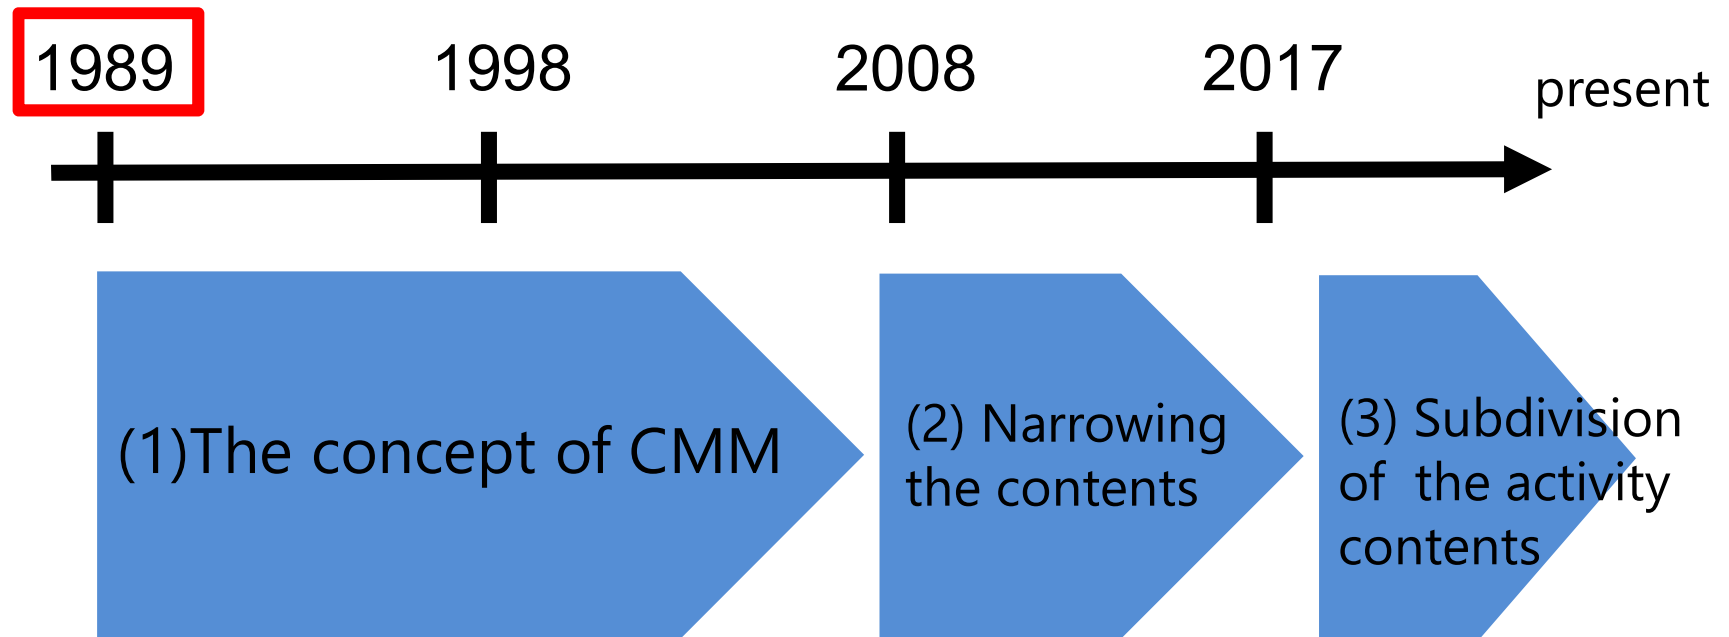 1989 1998 2008 2017 present
(1)The concept of CMM
(2) Narrowing
the contents
(3) Subdivision
of  the activity
contents